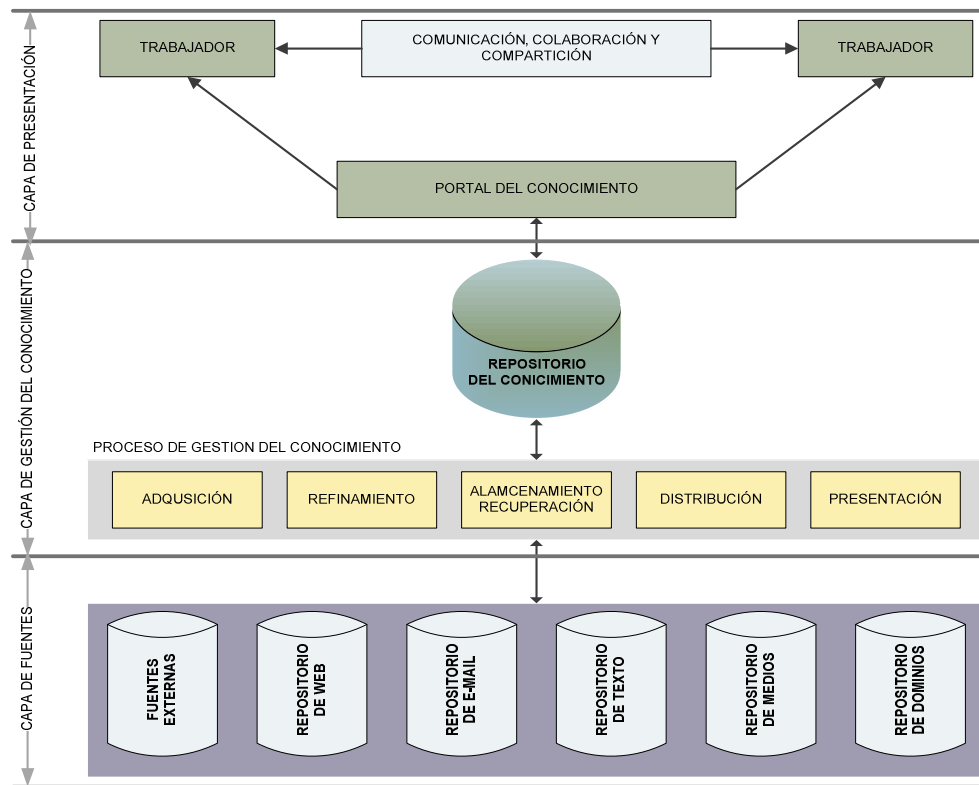 CAPA DE PRESENTACIÓN
TRABAJADOR
COMUNICACIÓN, COLABORACIÓN Y
COMPARTICIÓN
TRABAJADOR
PORTAL DEL CONOCIMIENTO
CAPA DE GESTIÓN DEL CONOCIMIENTO
REPOSITORIO
DEL CONICIMIENTO
PROCESO DE GESTION DEL CONOCIMIENTO
ADQUSICIÓN
REFINAMIENTO
ALAMCENAMIENTO
RECUPERACIÓN
DISTRIBUCIÓN
PRESENTACIÓN
CAPA DE FUENTES
FUENTES
EXTERNAS
REPOSITORIO
DE WEB
REPOSITORIO
DE E-MAIL
REPOSITORIO
DE TEXTO
REPOSITORIO
DE MEDIOS
REPOSITORIO
DE DOMINIOS